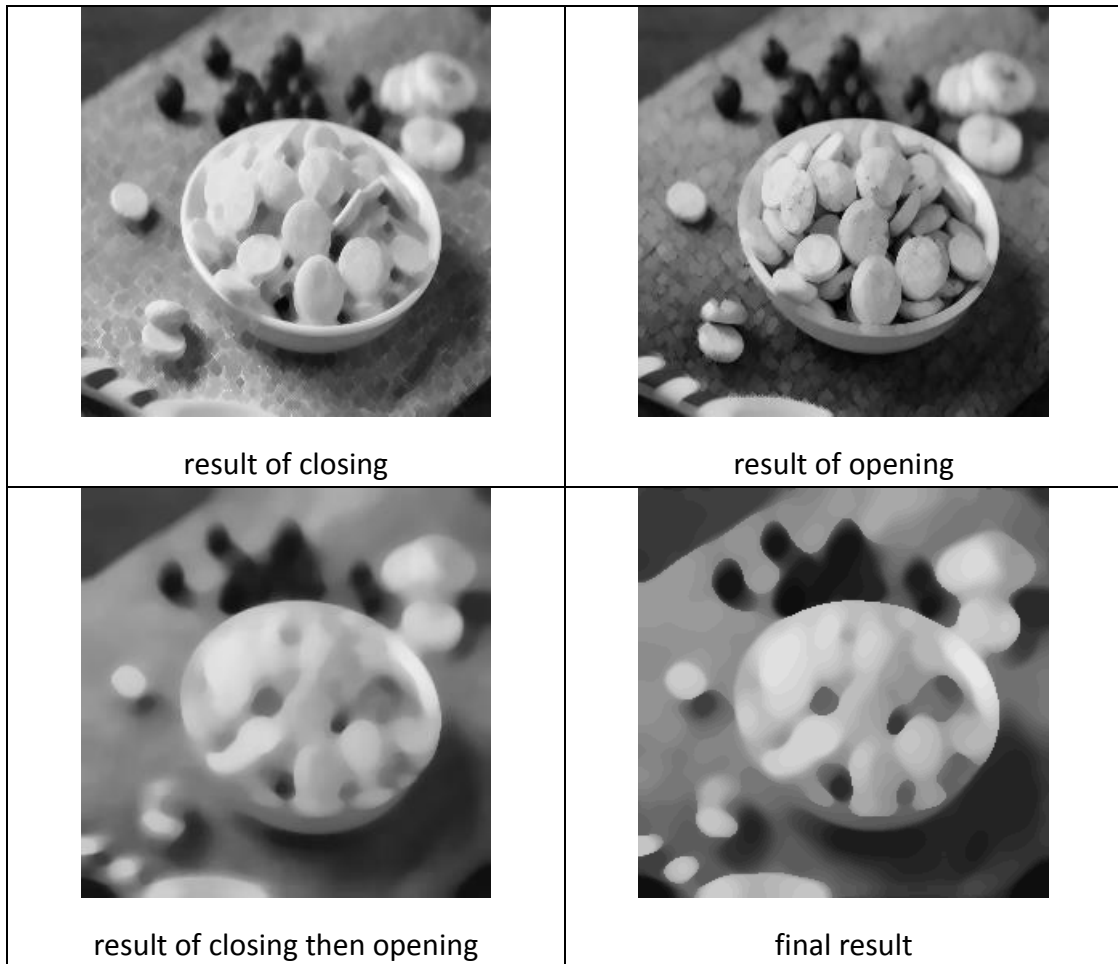 result of closing
result of opening
result of closing then opening
final result